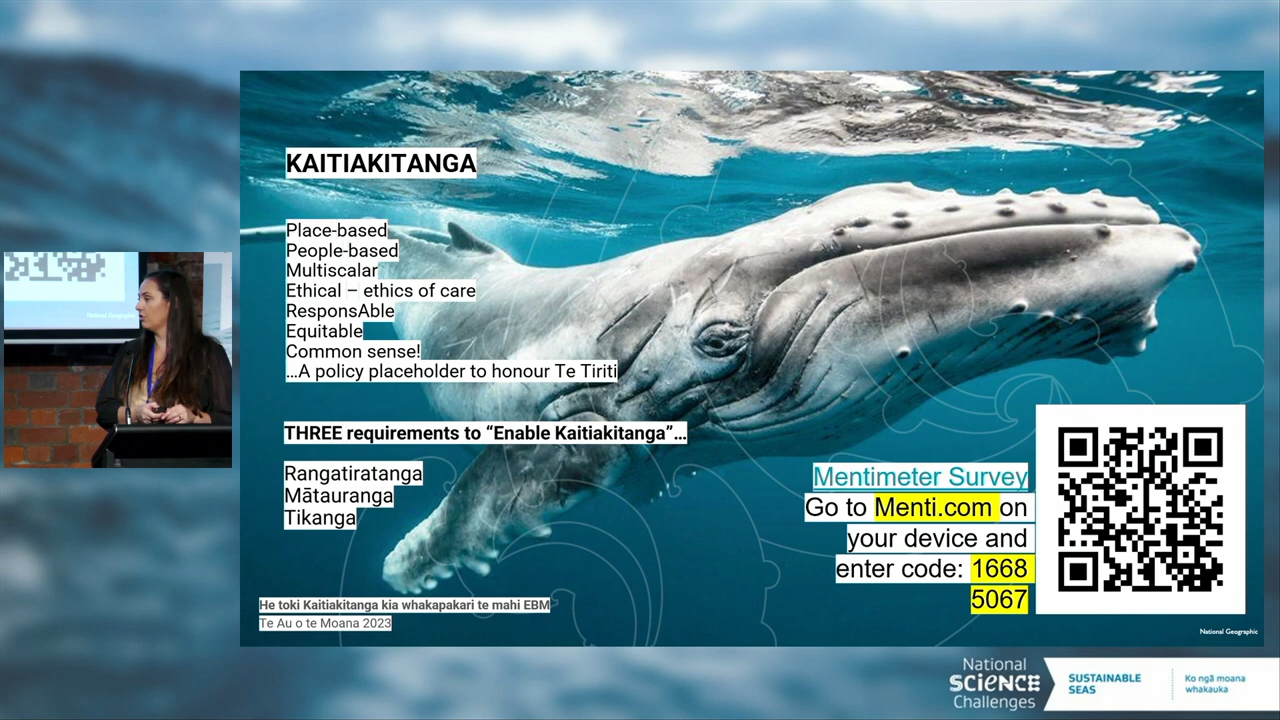 KAITIAKITANGA
Place-based
People-based
Multiscalar
Ethical – ethics of care
ResponsAble
Equitable
Common sense!
…A policy placeholder to honour Te Tiriti
THREE requirements to “Enable Kaitiakitanga”…
Rangatiratanga
Mātauranga
Tikanga
Mentimeter Survey
Go to Menti.com on
your device and
enter code: 1668
5067
He toki Kaitiakitanga kia whakapakari te mahi EBM
Te Au o te Moana 2023
National Geographic
National Geographic
National
SCIENCE
Challenges
SUSTAINABLE
SEAS
Ko ngā moana
whakauka